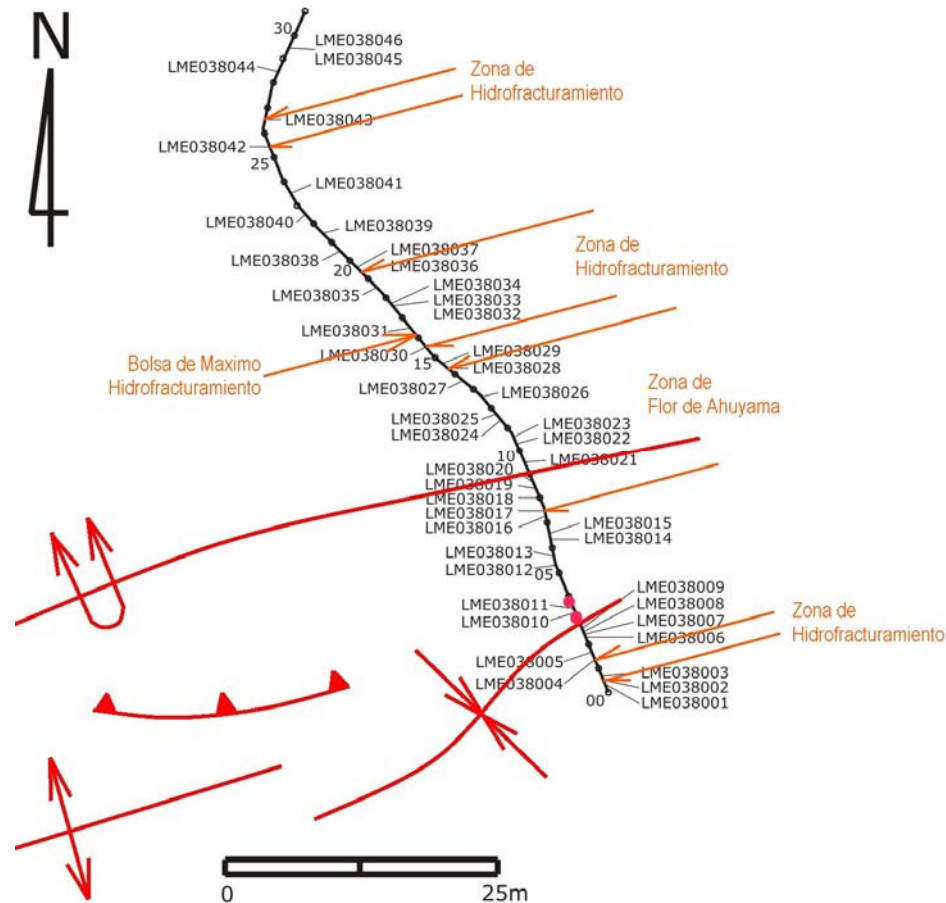 N
30
LME038046
LME038045
LME038044
Zona de
Hidrofracturamiento
LME038043
LME038042
25
LME038041
LME038040
LME038039
LME038038
LME038037
20
LME038036
Zona de
Hidrofracturamiento
LME038035
LME038034
LME038033
LME038032
LME038031
LME038030
15
LME038029
LME038028
Bolsa de Maximo
Hidrofracturamiento
LME038027
LME038026
Zona de
Flor de Ahuyama
LME038025
LME038024
LME038023
LME038022
10
LME038021
LME038020
LME038019
LME038018
LME038017
LME038016
LME038015
LME038014
LME038013
LME038012
05
LME038009
LME038011
LME038008
LME038010
LME038007
LME038006
Zona de
Hidrofracturamiento
LME038005
LME038004
LME038003
LME038002
00
LME038001
0
25m